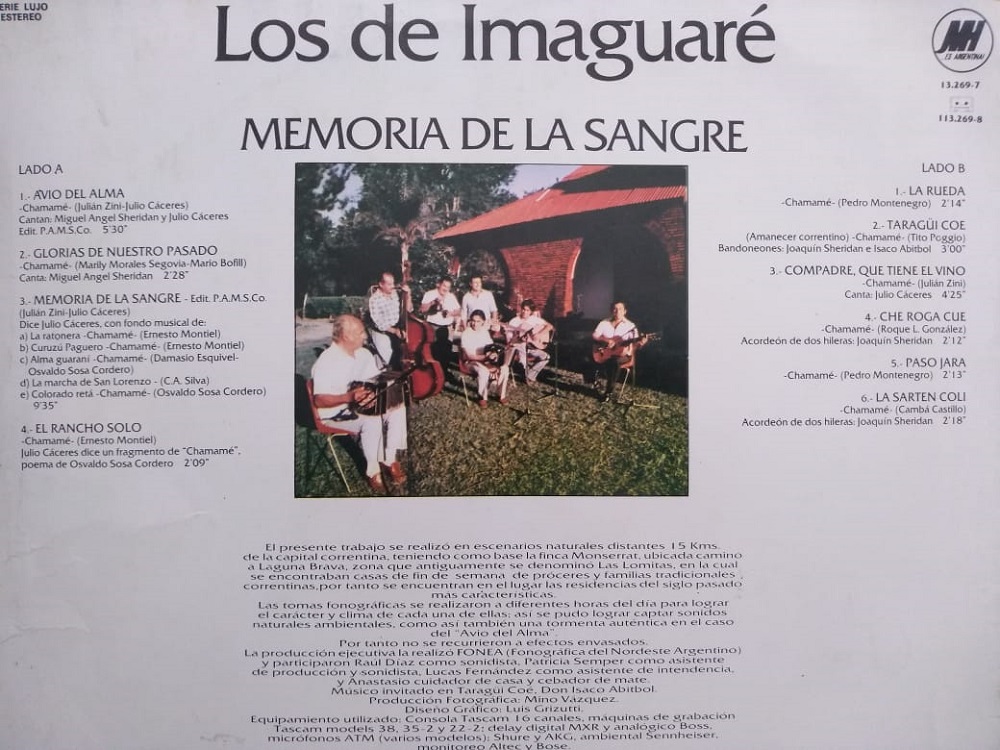 ERIE LUJO
ESTEREO
Los de Imaguaré
MH
ES ARGENTINA!
13.269-7
113.269-8
MEMORIA DE LA SANGRE
LADO A
1.- AVIO DEL ALMA
-Chamamé- (Julián Zini-Julio Cáceres)
Cantan: Miguel Angel Sheridan y Julio Cáceres
Edit. P.A.M.S.Co. 5'30"
2.- GLORIAS DE NUESTRO PASADO
-Chamamé- (Marily Morales Segovia-Mario Bofill)
Canta: Miguel Angel Sheridan 2'28"
3.- MEMORIA DE LA SANGRE - Edit. P.A.M.S.Co.
(Julián Zini-Julio Cáceres)
Dice Julio Cáceres, con fondo musical de:
a) La ratonera -Chamamé- (Ernesto Montiel)
b) Curuzú Paguero -Chamamé- (Ernesto Montiel)
c) Alma guaraní -Chamamé- (Damasio Esquivel-
Osvaldo Sosa Cordero)
d) La marcha de San Lorenzo - (C.A. Silva)
e) Colorado retá -Chamamé- (Osvaldo Sosa Cordero)
9'35"
4.- EL RANCHO SOLO
-Chamamé- (Ernesto Montiel)
Julio Cáceres dice un fragmento de "Chamamé",
poema de Osvaldo Sosa Cordero 2'09"
LADO B
1.- LA RUEDA
-Chamamé- (Pedro Montenegro) 2'14"
2.- TARAGÜI COE
(Amanecer correntino) -Chamamé- (Tito Poggio)
Bandoneones: Joaquín Sheridan e Isaco Abitbol 3'00"
3.- COMPADRE, QUE TIENE EL VINO
-Chamamé- (Julián Zini)
Canta: Julio Cáceres 4'25"
4.- CHE ROGA CUE
-Chamamé- (Roque L. González)
Acordeón de dos hileras: Joaquín Sheridan 2'12"
5.- PASO JARA
-Chamamé- (Pedro Montenegro) 2'13"
6.- LA SARTEN COLI
-Chamamé- (Cambá Castillo)
Acordeón de dos hileras: Joaquín Sheridan 2'18"
El presente trabajo se realizó en escenarios naturales distantes 15 Kms.
de la capital correntina, teniendo como base la finca Monserrat, ubicada camino
a Laguna Brava, zona que antiguamente se denominó Las Lomitas, en la cual
se encontraban casas de fin de semana de próceres y familias tradicionales
correntinas,por tanto se encuentran en el lugar las residencias del siglo pasado
más características.
Las tomas fonográficas se realizaron a diferentes horas del día para lograr
el carácter y clima de cada una de ellas; así se pudo lograr captar sonidos
naturales ambientales, como así también una tormenta auténtica en el caso
del "Avio del Alma".
Por tanto no se recurrieron a efectos envasados.
La producción ejecutiva la realizó FONEA (Fonográfica del Nordeste Argentino)
y participaron Raúl Díaz como sonidista, Patricia Semper como asistente
de producción y sonidista, Lucas Fernández como asistente de intendencia,
y Anastasio cuidador de casa y cebador de mate.
Músico invitado en Taragüi Coé, Don Isaco Abitbol.
Producción Fotográfica: Mino Vázquez.
Diseño Gráfico: Luis Grizutti.
Equipamiento utilizado: Consola Tascam 16 canales, máquinas de grabación
Tascam models 38, 35-2 y 22-2; delay digital MXR y analógico Boss,
micrófonos ATM (varios modelos); Shure y AKG, ambiental Sennheiser,
monitoreo Altec y Bose.